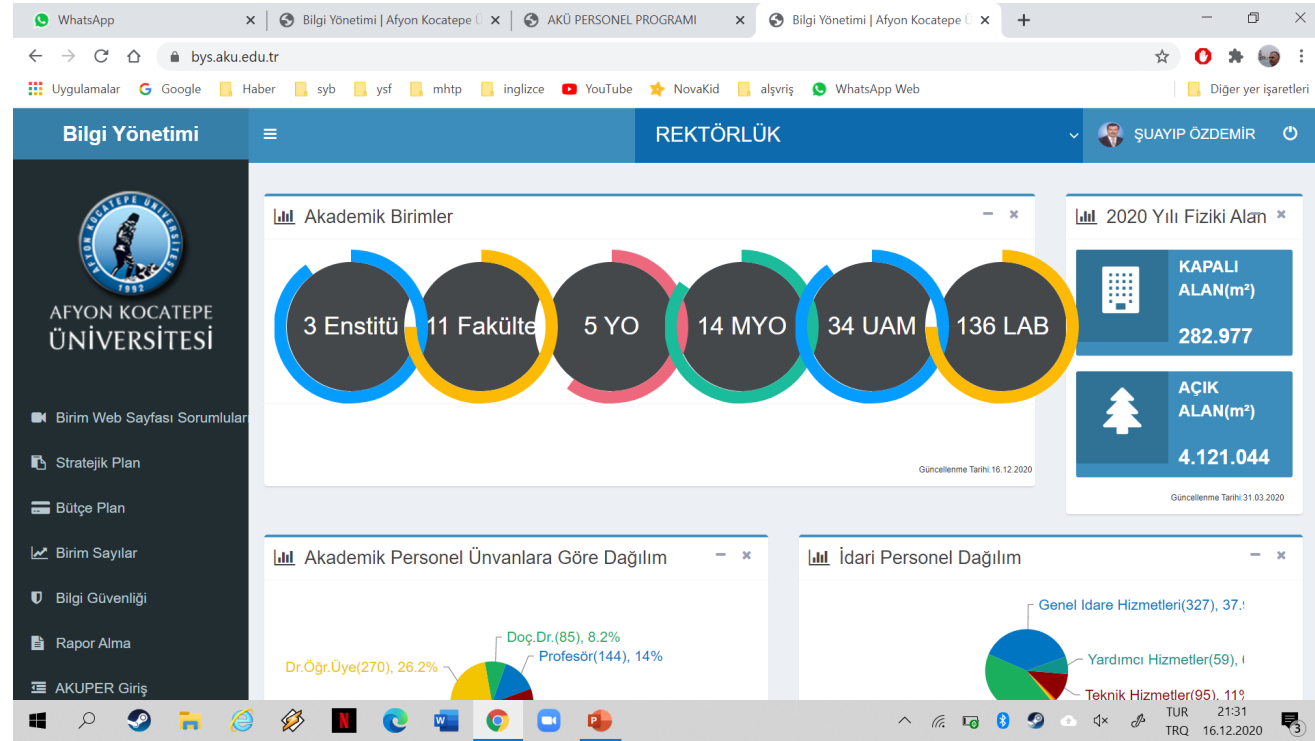 WhatsApp
Bilgi Yönetimi | Afyon Kocatepe Ü
AKÜ PERSONEL PROGRAMI
Bilgi Yönetimi | Afyon Kocatepe Ü
bys.aku.edu.tr
Uygulamalar Google Haber syb ysf mhtp inglizce YouTube NovaKid alşvriş WhatsApp Web Diğer yer işaretleri
Bilgi Yönetimi
REKTÖRLÜK
ŞUAYIP ÖZDEMİR
AFYON KOCATEPE ÜNİVERSİTESİ
1992
AFYON KOCATEPE
ÜNİVERSİTESİ
Birim Web Sayfası Sorumluları
Stratejik Plan
Bütçe Plan
Birim Sayılar
Bilgi Güvenliği
Rapor Alma
AKUPER Giriş
Akademik Birimler
3 Enstitü
11 Fakülte
5 YO
14 MYO
34 UAM
136 LAB
Güncellenme Tarihi:16.12.2020
2020 Yılı Fiziki Alan
KAPALI
ALAN(m²)
282.977
AÇIK
ALAN(m²)
4.121.044
Güncellenme Tarihi:31.03.2020
Akademik Personel Ünvanlara Göre Dağılım
Doç.Dr.(85), 8.2%
Profesör(144), 14%
Dr.Öğr.Üye(270), 26.2%
İdari Personel Dağılım
Genel Idare Hizmetleri(327), 37.
Yardımcı Hizmetler(59),
Teknik Hizmetler(95), 11%
TUR 21:31
TRQ 16.12.2020
3